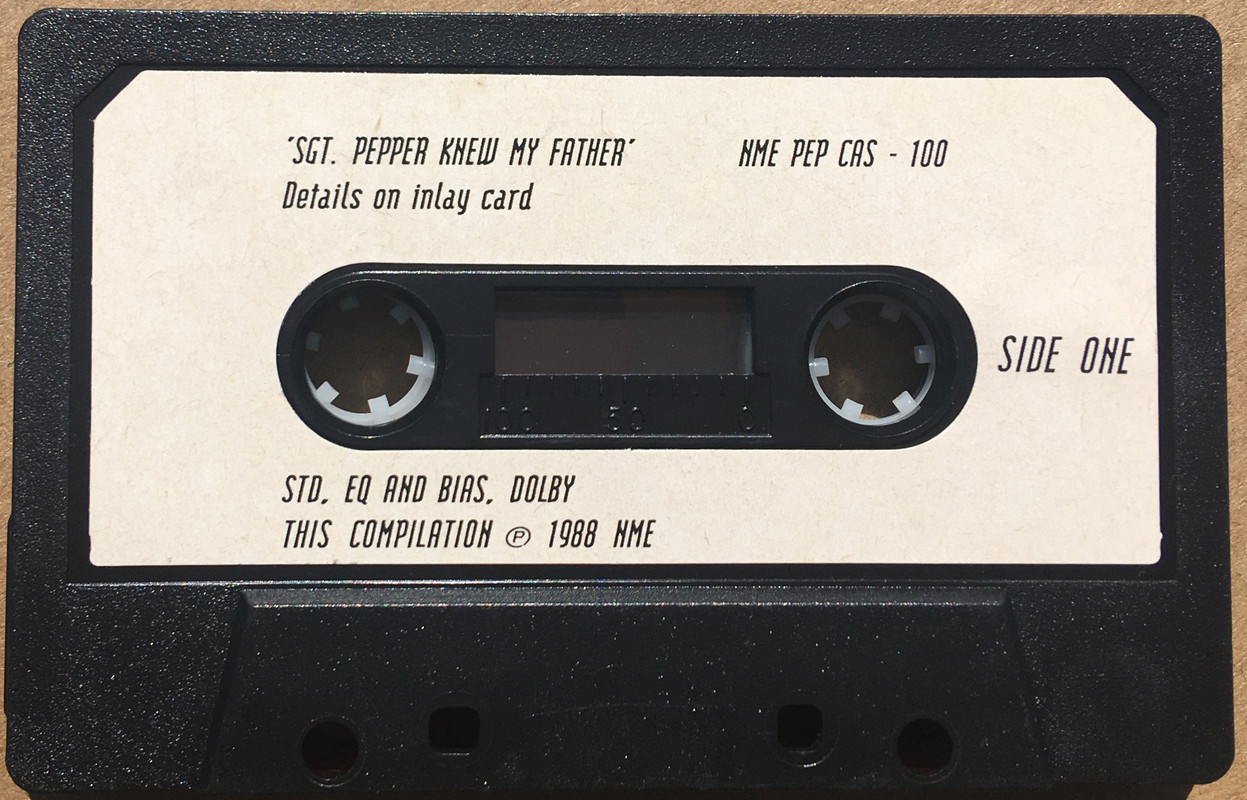 'SGT. PEPPER KNEW MY FATHER' NME PEP CAS - 100
Details on inlay card
100 50 0
SIDE ONE
STD, EQ AND BIAS, DOLBY
THIS COMPILATION ℗ 1988 NME